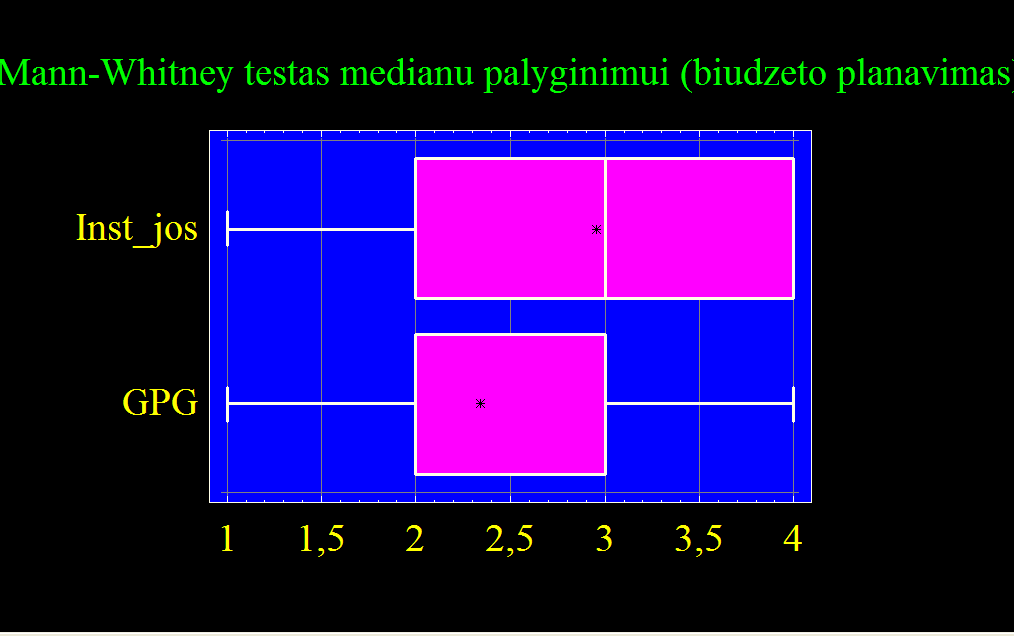 Mann-Whitney testas medianu palyginimui (biudzeto planavimas)
Inst_jos
GPG
1 1,5 2 2,5 3 3,5 4